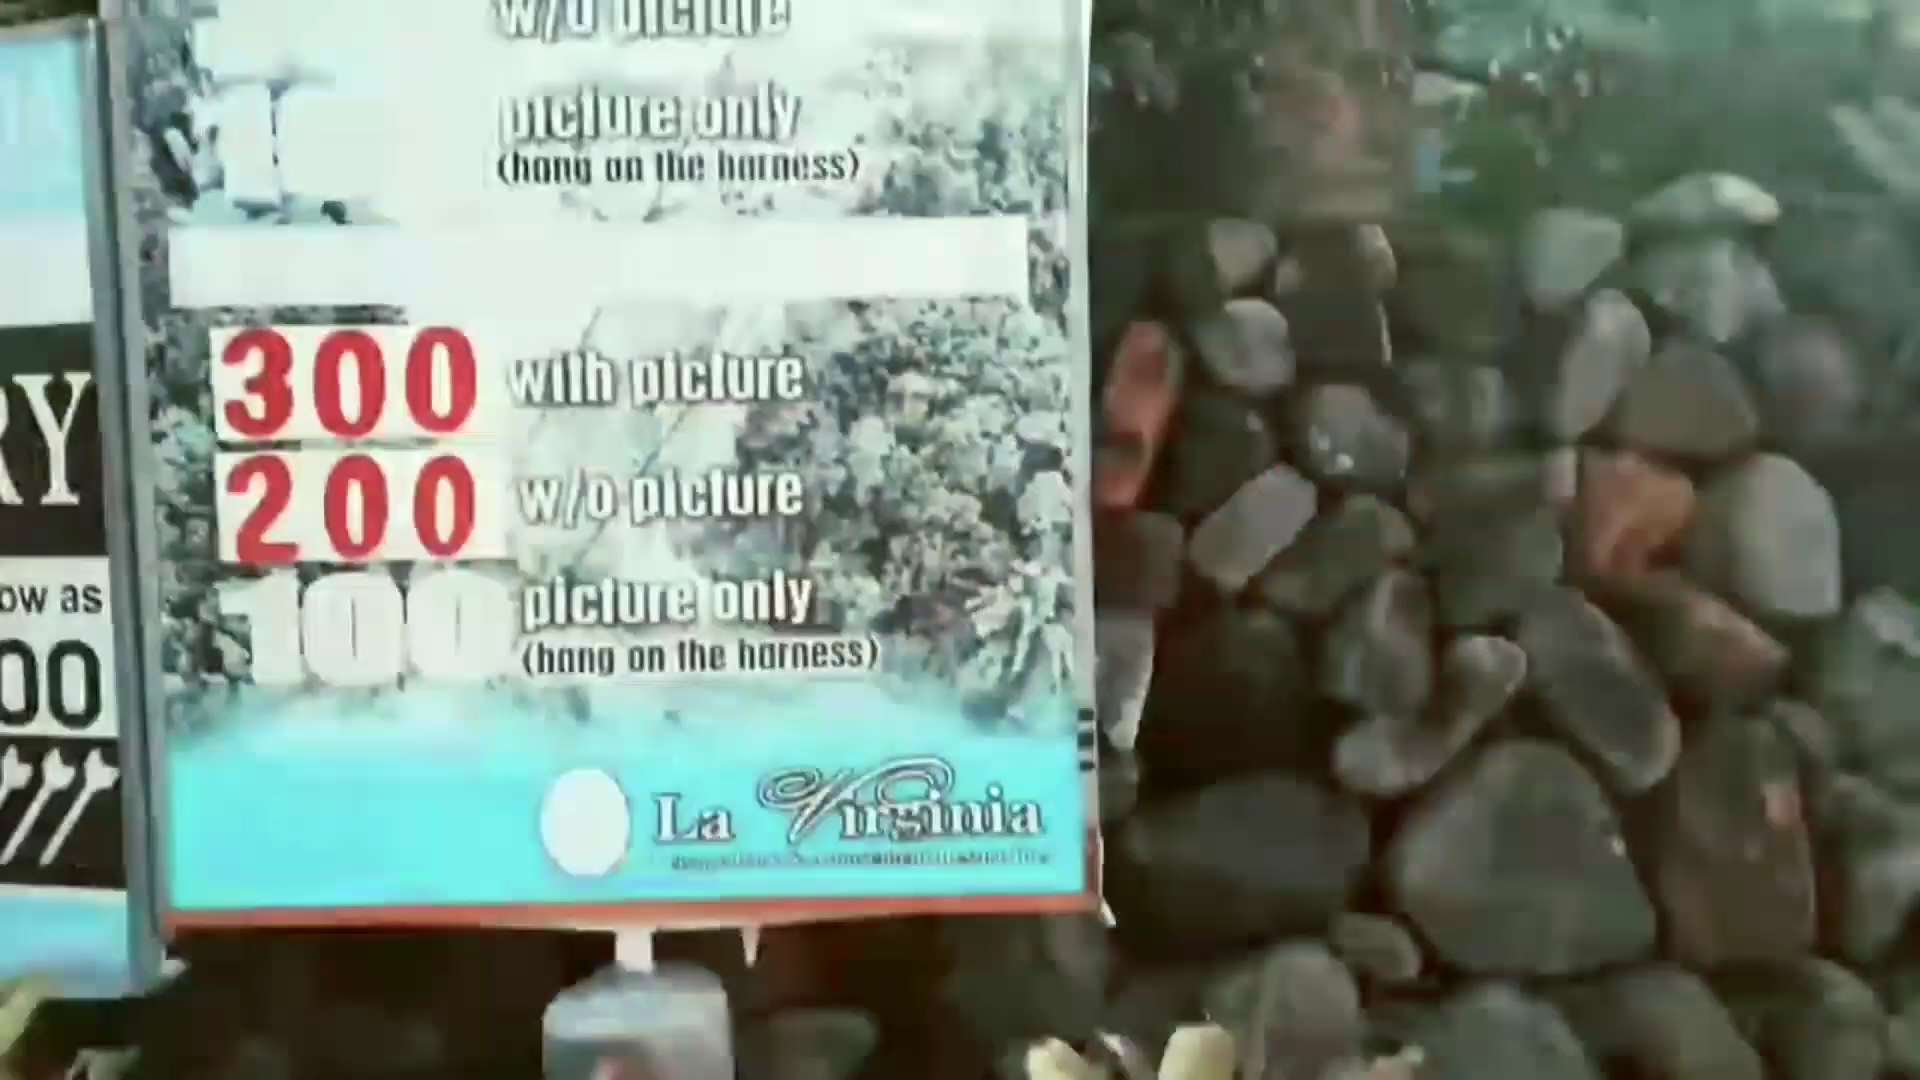 w/o picture
picture only
(hang on the harness)
300 with picture
200 w/o picture
100 picture only
(hang on the harness)
La Virginia
RY
ow as
00